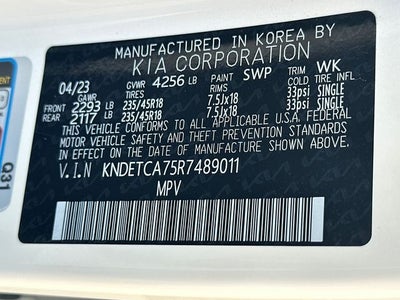 MANUFACTURED IN KOREA BY
KIA CORPORATION
04/23 GVWR 4256 LB PAINT SWP TRIM WK
GAWR TIRES RIMS COLD TIRE INFL.
FRONT 2293 LB 235/45R18 7.5Jx18 33psi SINGLE
REAR 2117 LB 235/45R18 7.5Jx18 33psi SINGLE
THIS VEHICLE CONFORMS TO ALL APPLICABLE U.S.A. FEDERAL
MOTOR VEHICLE SAFETY AND THEFT PREVENTION STANDARDS
IN EFFECT ON THE DATE OF MANUFACTURE SHOWN ABOVE.
V.I.N KNDETCA75R7489011
MPV
Q31